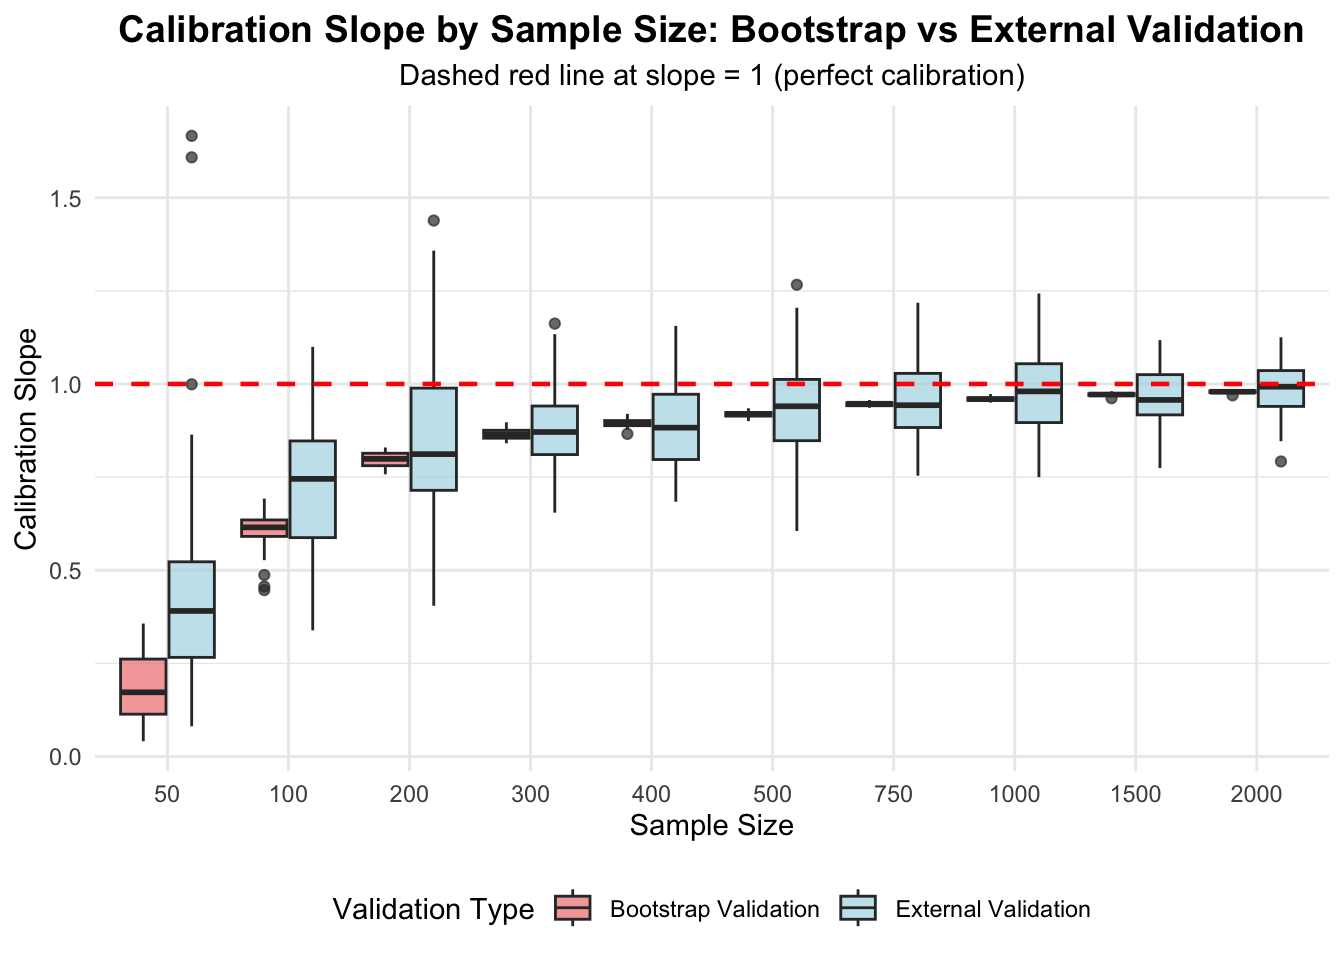 Calibration Slope by Sample Size: Bootstrap vs External Validation
Dashed red line at slope = 1 (perfect calibration)
Calibration Slope
1.5
1.0
0.5
0.0
50 100 200 300 400 500 750 1000 1500 2000
Sample Size
Validation Type Bootstrap Validation External Validation